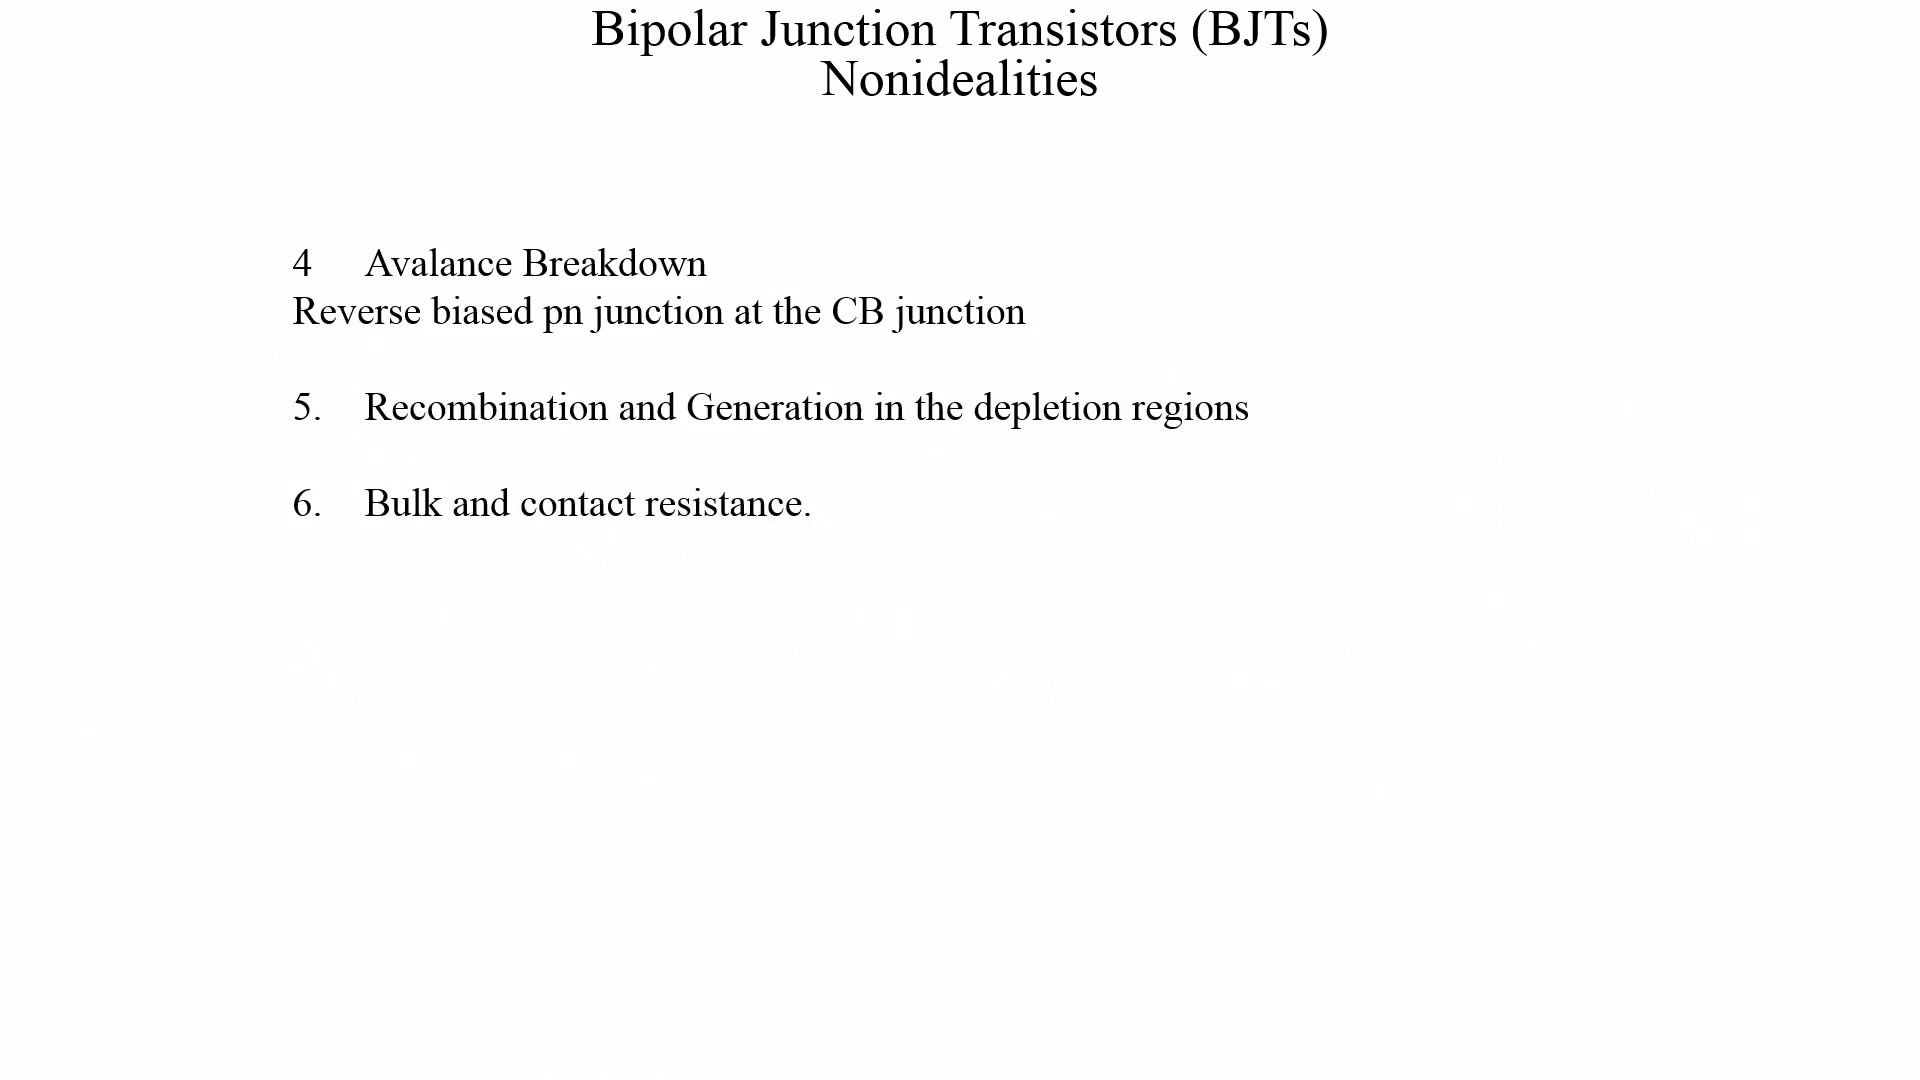 Bipolar Junction Transistors (BJTs)
Nonidealities
4 Avalance Breakdown
Reverse biased pn junction at the CB junction
5. Recombination and Generation in the depletion regions
6. Bulk and contact resistance.